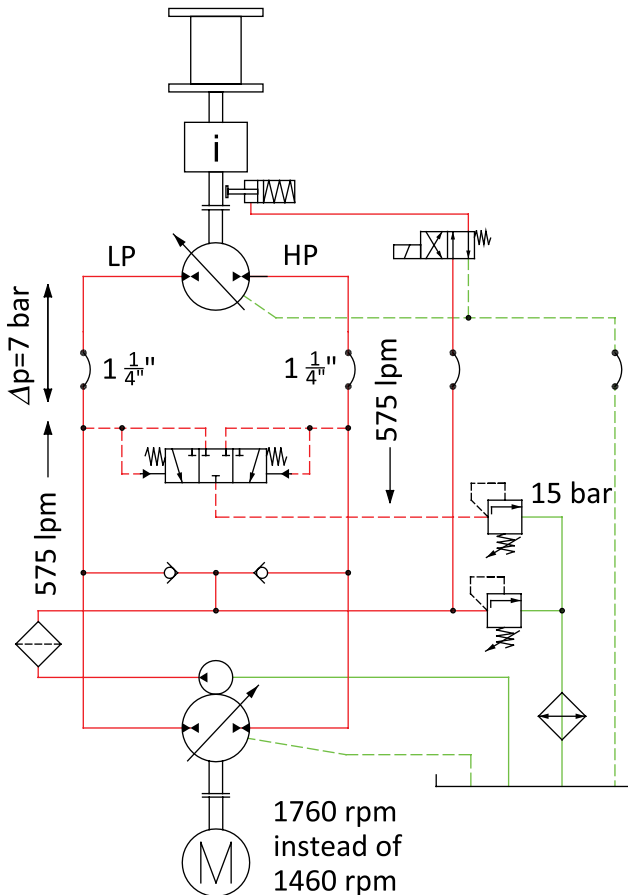 i
LP
HP
Δp=7 bar
1 1/4"
1 1/4"
575 lpm
575 lpm
15 bar
1760 rpm
instead of
1460 rpm
M